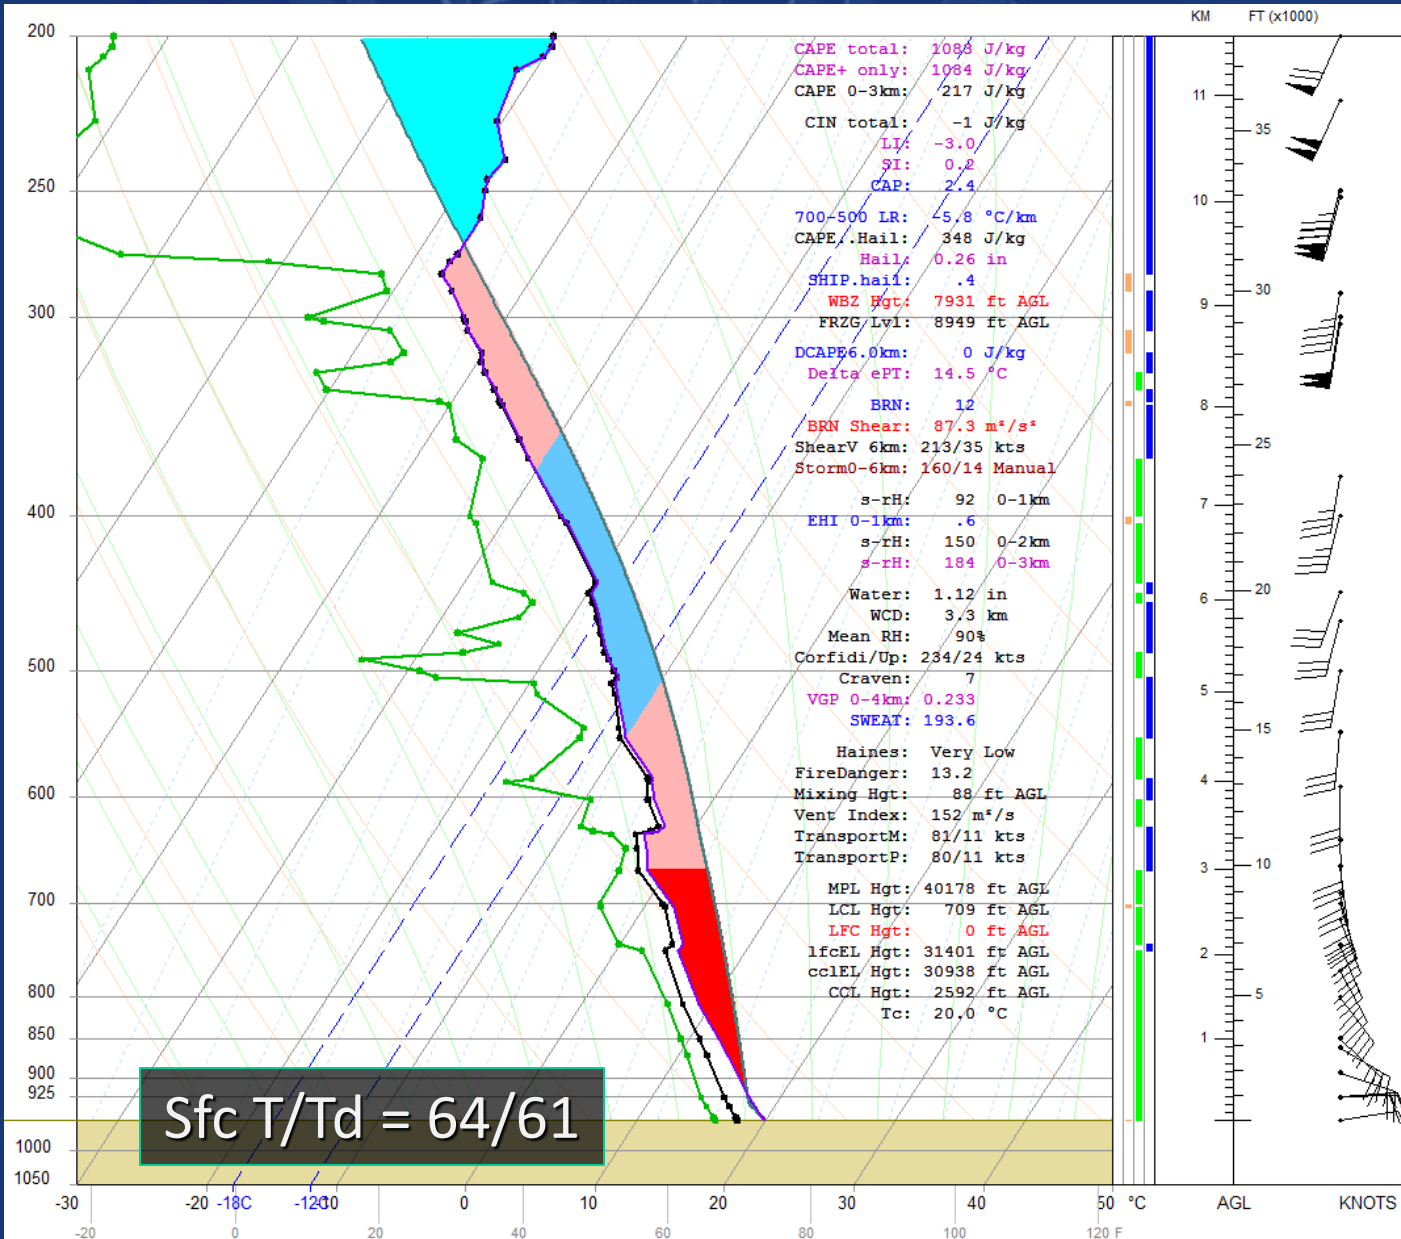 KM FT (x1000)
200
250
300
400
500
600
700
800
850
900
925
1000
1050
CAPE total: 1083 J/kg
CAPE+ only: 1084 J/kg
CAPE 0-3km: 217 J/kg
CIN total: -1 J/kg
LI: -3.0
SI: 0.2
CAP: 2.4
700-500 LR: -5.8 °C/km
CAPE..Hail: 348 J/kg
Hail: 0.26 in
SHIP.hail: .4
WBZ Hgt: 7931 ft AGL
FRZG Lvl: 8949 ft AGL
DCAPE6.0km: 0 J/kg
Delta ePT: 14.5 °C
BRN: 12
BRN Shear: 87.3 m²/s²
ShearV 6km: 213/35 kts
Storm0-6km: 160/14 Manual
s-rH: 92 0-1km
EHI 0-1km: .6
s-rH: 150 0-2km
s-rH: 184 0-3km
Water: 1.12 in
WCD: 3.3 km
Mean RH: 90%
Corfidi/Up: 234/24 kts
Craven: 7
VGP 0-4km: 0.233
SWEAT: 193.6
Haines: Very Low
FireDanger: 13.2
Mixing Hgt: 88 ft AGL
Vent Index: 152 m²/s
TransportM: 81/11 kts
TransportP: 80/11 kts
MPL Hgt: 40178 ft AGL
LCL Hgt: 709 ft AGL
LFC Hgt: 0 ft AGL
lfcEL Hgt: 31401 ft AGL
cclEL Hgt: 30938 ft AGL
CCL Hgt: 2592 ft AGL
Tc: 20.0 °C
11
10
9
8
7
6
5
4
3
2
1
35
30
25
20
15
10
5
Sfc T/Td = 64/61
-30 -20 -18C -12C -10 0 10 20 30 40 50 °C AGL KNOTS
-20 0 20 40 60 80 100 120 F